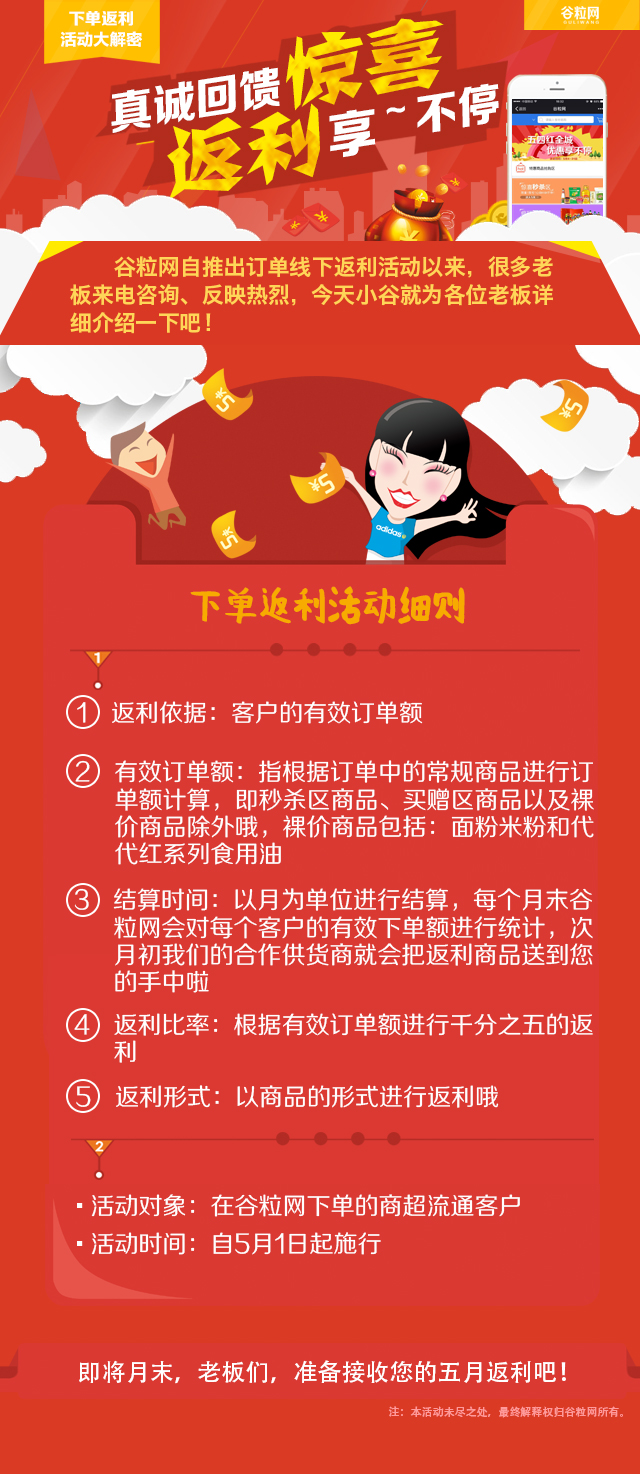 下单返利
活动大解密
谷粒网
GULIWANG
真诚回馈惊喜
返利享~不停
谷粒网
五四红全城
优惠享不停
谷粒网自推出订单线下返利活动以来，很多老
板来电咨询、反映热烈，今天小谷就为各位老板详
细介绍一下吧！
5
5
5
5
adidas
下单返利活动细则
1
① 返利依据：客户的有效订单额
② 有效订单额：指根据订单中的常规商品进行订
单额计算，即秒杀区商品、买赠区商品以及裸
价商品除外哦，裸价商品包括：面粉米粉和代
代红系列食用油
③ 结算时间：以月为单位进行结算，每个月末谷
粒网会对每个客户的有效下单额进行统计，次
月初我们的合作供货商就会把返利商品送到您
的手中啦
④ 返利比率：根据有效订单额进行千分之五的返
利
⑤ 返利形式：以商品的形式进行返利哦
2
▪ 活动对象：在谷粒网下单的商超流通客户
▪ 活动时间：自5月1日起施行
即将月末，老板们，准备接收您的五月返利吧！
注：本活动未尽之处，最终解释权归谷粒网所有。